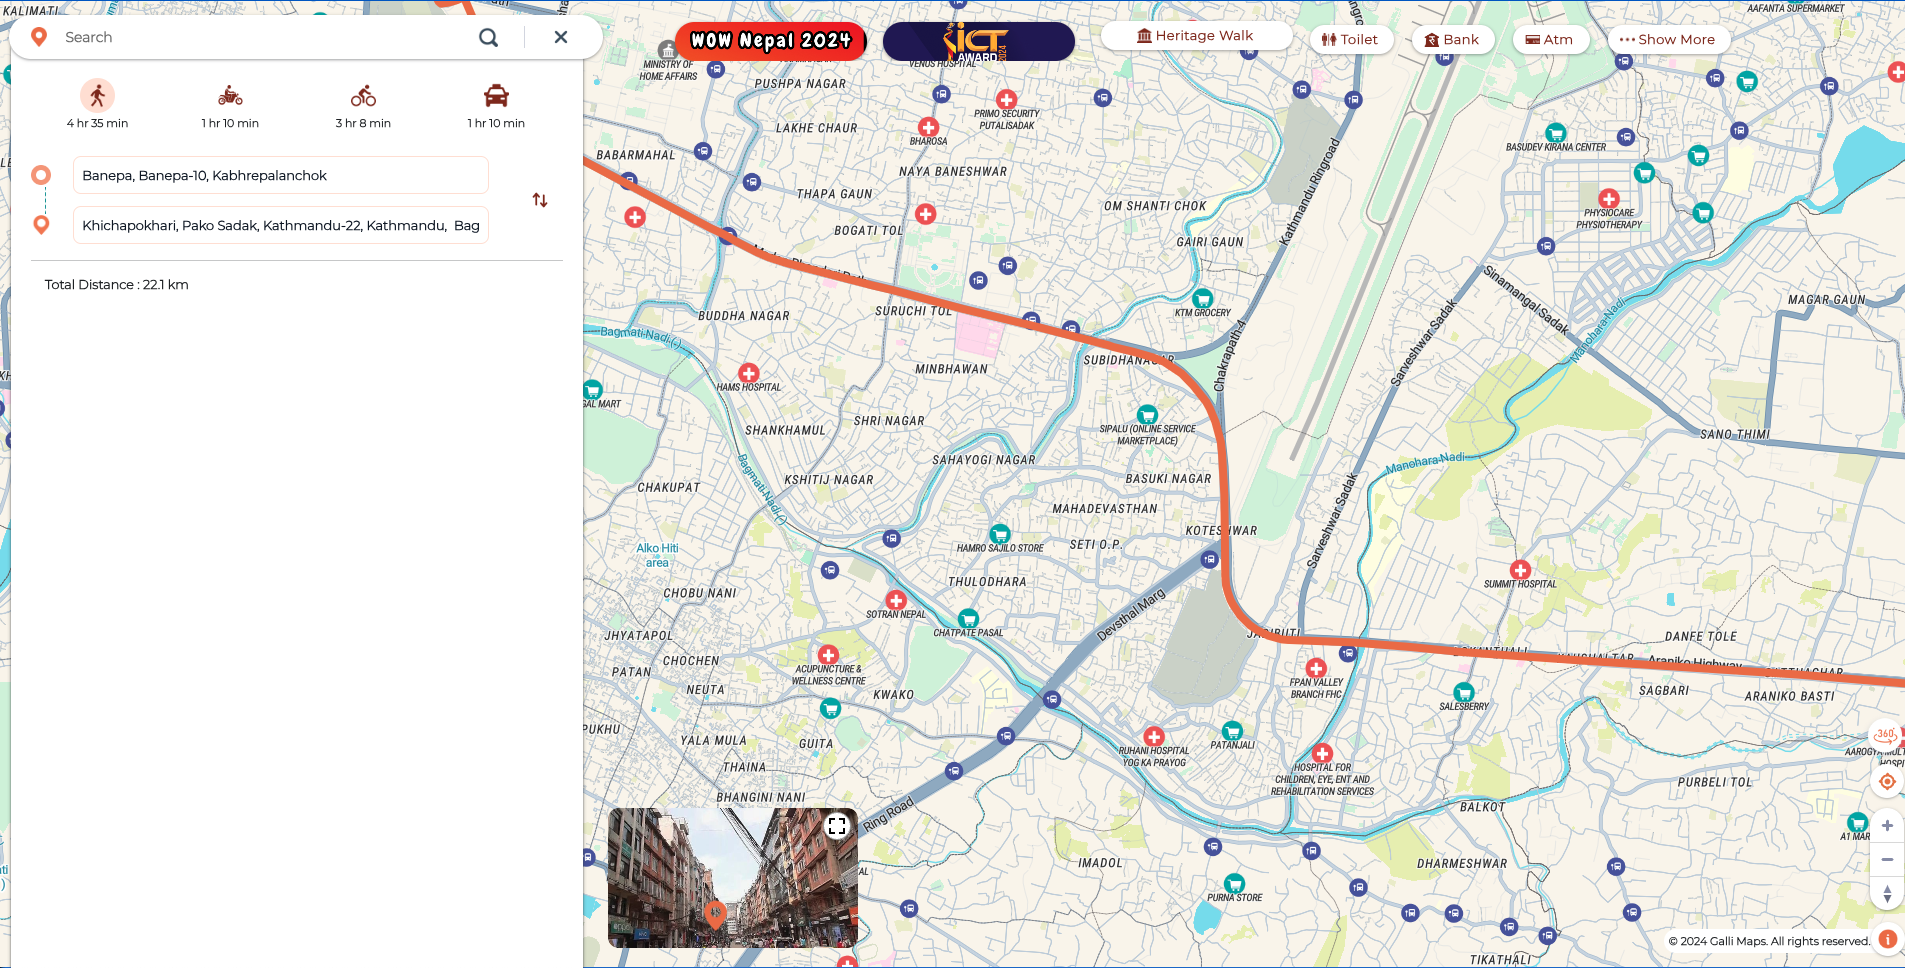 KALIMATI
Search
WOW Nepal 2024
ICT
AWARD
2024
Heritage Walk
Toilet
Bank
Atm
Show More
AAFANTA SUPERMARKET
4 hr 35 min
1 hr 10 min
3 hr 8 min
1 hr 10 min
Banepa, Banepa-10, Kabhrepalanchok
Khichapokhari, Pako Sadak, Kathmandu-22, Kathmandu, Bag
Total Distance : 22.1 km
MINISTRY OF
HOME AFFAIRS
VENUS HOSPITAL
PUSHPA NAGAR
PRIMO SECURITY
PUTALISADAK
LAKHE CHAUR
BHAROSA
BABARMAHAL
NAYA BANESHWAR
THAPA GAUN
OM SHANTI CHOK
Kathmandu Ringroad
BASUDEV KIRANA CENTER
PHYSIOCARE
PHYSIOTHERAPY
BOGATI TOL
GAIRI GAUN
Sinamangal Sadak
MAGAR GAUN
KTM GROCERY
SURUCHI TOL
BUDDHA NAGAR
Bagmati Nadi (-)
Manohara Nadi
Sarveshwar Sadak
Chakrapath-4
SUBIDHANAGAR
MINBHAWAN
HAMS HOSPITAL
GAL MART
SHRI NAGAR
SHANKHAMUL
SIPALU (ONLINE SERVICE
MARKETPLACE)
SANO THIMI
SAHAYOGI NAGAR
Manohara Nadi
KSHITIJ NAGAR
BASUKI NAGAR
CHAKUPAT
Bagmati Nadi (-)
MAHADEVASTHAN
Sarveshwar Sadak
KOTESHWAR
HAMRO SAJILO STORE
SETI O.P.
Alko Hiti
area
THULODHARA
SUMMIT HOSPITAL
CHOBU NANI
SOTRAN NEPAL
Devsthal Marg
CHATPATE PASAL
JADIBUTI
JHYATAPOL
DANFE TOLE
CHOCHEN
PATAN
ACUPUNCTURE &
WELLNESS CENTRE
Araniko Highway
FPAN VALLEY
BRANCH FHC
NEUTA
KWAKO
SAGBARI
ARANIKO BASTI
SALESBERRY
PUKHU
YALA MULA
GUITA
RUHANI HOSPITAL
YOG KA PRAYOG
PATANJALI
360°
THAINA
HOSPITAL FOR
CHILDREN, EYE, ENT AND
REHABILITATION SERVICES
PURBELI TOL
BHANGINI NANI
BALKOT
Ring Road
A1 MAR
IMADOL
DHARMESHWAR
PURNA STORE
© 2024 Galli Maps. All rights reserved.
TIKATHALI